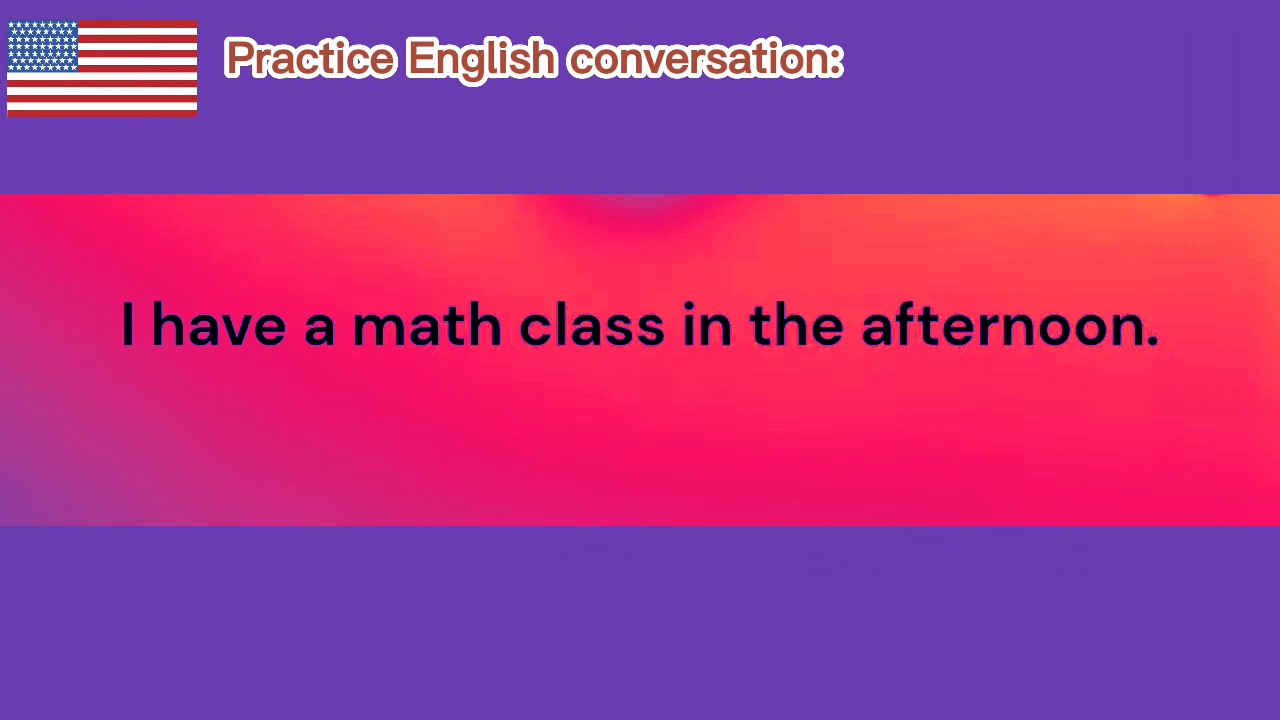 Practice English conversation:
I have a math class in the afternoon.